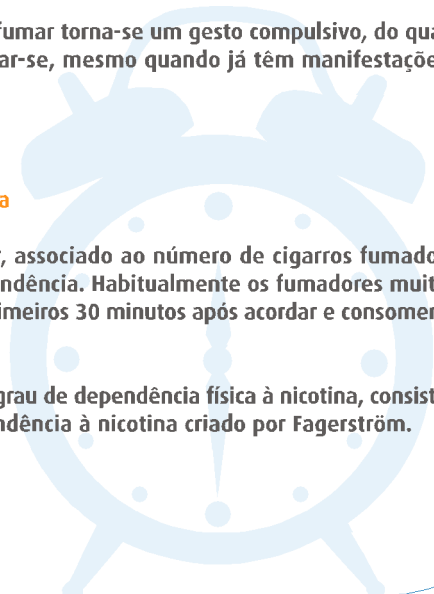 fumar torna-se um gesto compulsivo, do qua
ar-se, mesmo quando já têm manifestaçõe
a
, associado ao número de cigarros fumado
ndência. Habitualmente os fumadores muit
imeiros 30 minutos após acordar e consomem
grau de dependência física à nicotina, consist
ndência à nicotina criado por Fagerström.